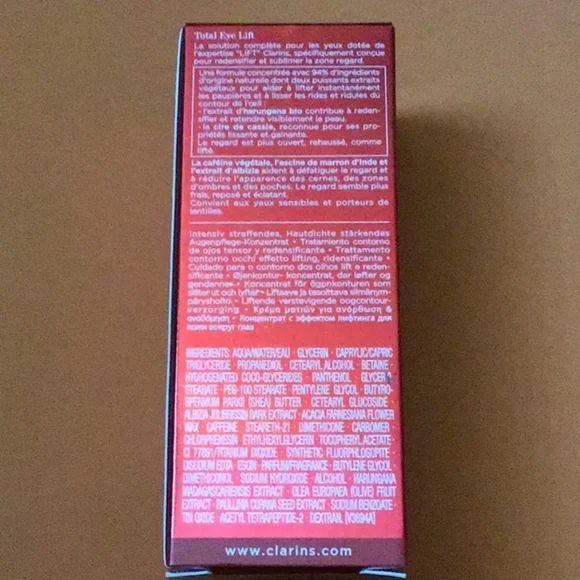 Total Eye Lift
La solution complète pour les yeux dotée de
l'expertise "LIFT" Clarins, spécifiquement conçue
pour redensifier et sublimer la zone regard.
Une formule concentrée avec 94% d'ingrédients
d'origine naturelle dont deux puissants extraits
végétaux pour aider à lifter instantanément
les paupières et à lisser les rides et ridules du
contour de l'œil :
• l'extrait d'harungana bio contribue à reden-
sifier et retendre visiblement la peau.
• la cire de cassie, reconnue pour ses pro-
priétés lissante et gainante.
Le regard est plus ouvert, rehaussé, comme
lifté.
La caféine végétale, l'escine de marron d'Inde et
l'extrait d'albizia aident à défatiguer le regard et
à réduire l'apparence des cernes, des zones
d'ombres et des poches. Le regard semble plus
frais, reposé et éclatant.
Convient aux yeux sensibles et porteurs de
lentilles.
Intensiv straffendes, Hautdichte stärkendes
Augenpflege-Konzentrat • Tratamiento contorno
de ojos tensor y redensificante • Trattamento
contorno occhi effetto lifting, ridensificante •
Cuidado para o contorno dos olhos lift e reden-
sificante • Øjenkontur- koncentrat, der løfter og
gendanner • Koncentrat för ögonkonturen som
slätar ut och lyfter • Liftaava ja tiivistävä silmänym-
päryshoito • Liftende verstevigende oogcontour-
verzorging • Κρέμα ματιών για ανόρθωση &
αναδόμηση • Концентрат с эффектом лифтинга для
кожи вокруг глаз
INGREDIENTS: AQUA/WATER/EAU • GLYCERIN • CAPRYLIC/CAPRIC
TRIGLYCERIDE • PROPANEDIOL • CETEARYL ALCOHOL • BETAINE •
HYDROGENATED COCO-GLYCERIDES • PANTHENOL • GLYCERYL
STEARATE • PEG-100 STEARATE • PENTYLENE GLYCOL • BUTYRO-
SPERMUM PARKII (SHEA) BUTTER • CETEARYL GLUCOSIDE •
ALBIZIA JULIBRISSIN BARK EXTRACT • ACACIA FARNESIANA FLOWER
WAX • CAFFEINE • STEARETH-21 • DIMETHICONE • CARBOMER •
CHLORPHENESIN • ETHYLHEXYLGLYCERIN • TOCOPHERYL ACETATE •
CI 77891/TITANIUM DIOXIDE • SYNTHETIC FLUORPHLOGOPITE •
DISODIUM EDTA • ESCIN • PARFUM/FRAGRANCE • BUTYLENE GLYCOL •
DIMETHICONOL • SODIUM HYDROXIDE • ALCOHOL • HARUNGANA
MADAGASCARIENSIS EXTRACT • OLEA EUROPAEA (OLIVE) FRUIT
EXTRACT • PAULLINIA CUPANA SEED EXTRACT • SODIUM BENZOATE •
TIN OXIDE • ACETYL TETRAPEPTIDE-2 • DEXTRAN. [V3694A]
www.clarins.com